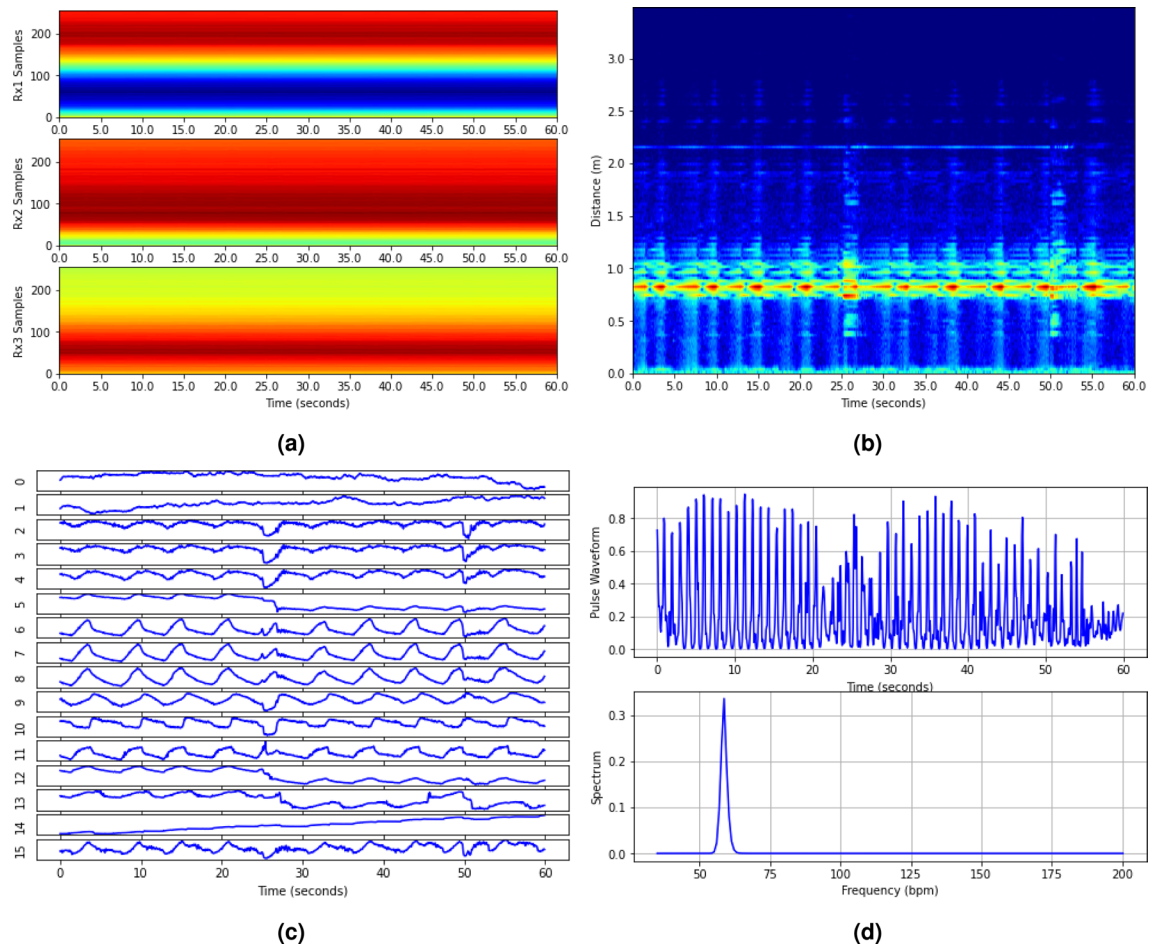 Rx1 Samples
200
100
0
0.0 5.0 10.0 15.0 20.0 25.0 30.0 35.0 40.0 45.0 50.0 55.0 60.0
Rx2 Samples
200
100
0
0.0 5.0 10.0 15.0 20.0 25.0 30.0 35.0 40.0 45.0 50.0 55.0 60.0
Rx3 Samples
200
100
0
0.0 5.0 10.0 15.0 20.0 25.0 30.0 35.0 40.0 45.0 50.0 55.0 60.0
Time (seconds)
(a)
Distance (m)
3.0
2.5
2.0
1.5
1.0
0.5
0.0
0.0 5.0 10.0 15.0 20.0 25.0 30.0 35.0 40.0 45.0 50.0 55.0 60.0
Time (seconds)
(b)
0
1
2
3
4
5
6
7
8
9
10
11
12
13
14
15
0 10 20 30 40 50 60
Time (seconds)
(c)
Pulse Waveform
0.8
0.6
0.4
0.2
0.0
0 10 20 30 40 50 60
Time (seconds)
Spectrum
0.3
0.2
0.1
0.0
50 75 100 125 150 175 200
Frequency (bpm)
(d)